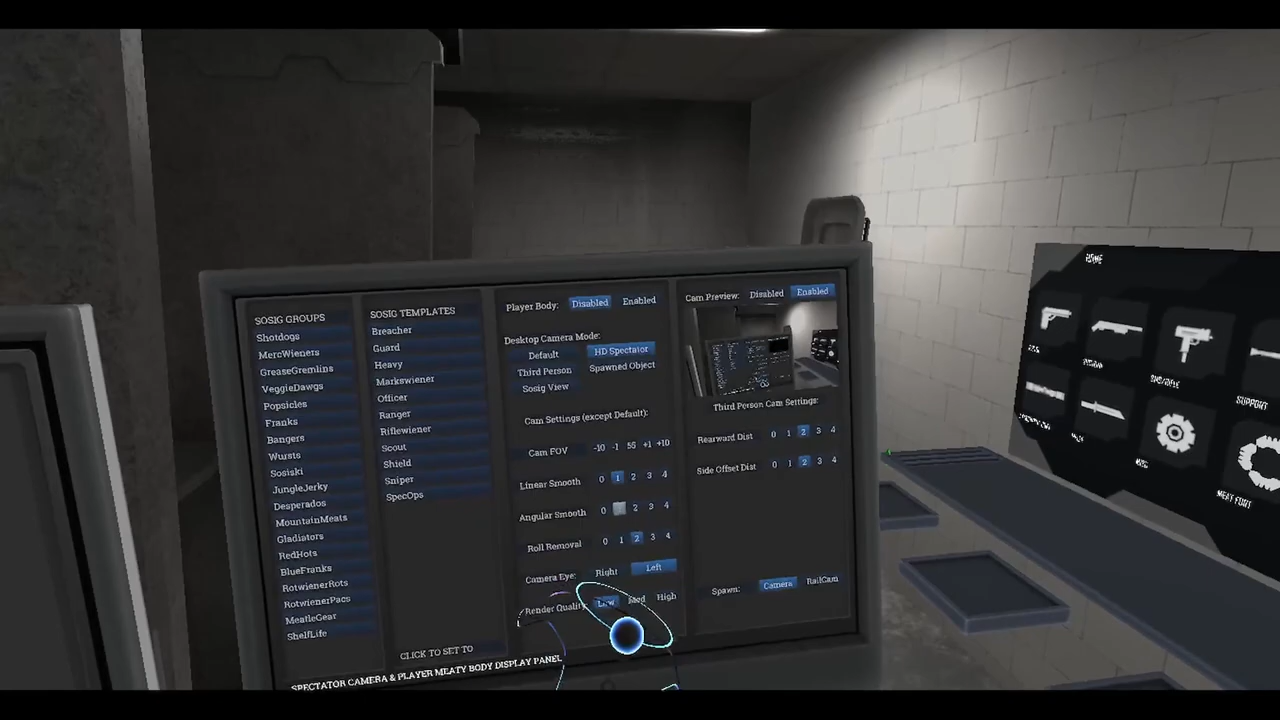 SOSIG GROUPS
Shotdogs
MercWieners
GreaseGremlins
VeggieDawgs
Popsicles
Franks
Bangers
Wursts
Sosiski
JungleJerky
Desperados
MountainMeats
Gladiators
RedHots
BlueFranks
RotwienerRots
RotwienerPacs
MeatleGear
ShelfLife
SOSIG TEMPLATES
Breacher
Guard
Heavy
Markswiener
Officer
Ranger
Riflewiener
Scout
Shield
Sniper
SpecOps
CLICK TO SET TO
Player Body: Disabled Enabled
Desktop Camera Mode:
Default HD Spectator
Third Person Spawned Object
Sosig View
Cam Settings (except Default):
Cam FOV -10 -1 55 +1 +10
Linear Smooth 0 1 2 3 4
Angular Smooth 0 2 3 4
Roll Removal 0 1 2 3 4
Camera Eye: Right Left
Render Quality Low Med High
Cam Preview: Disabled Enabled
Third Person Cam Settings:
Rearward Dist 0 1 2 3 4
Side Offset Dist 0 1 2 3 4
Spawn: Camera RailCam
SPECTATOR CAMERA & PLAYER MEATY BODY DISPLAY PANEL
HOME
SUPPORT
MEAT FORT